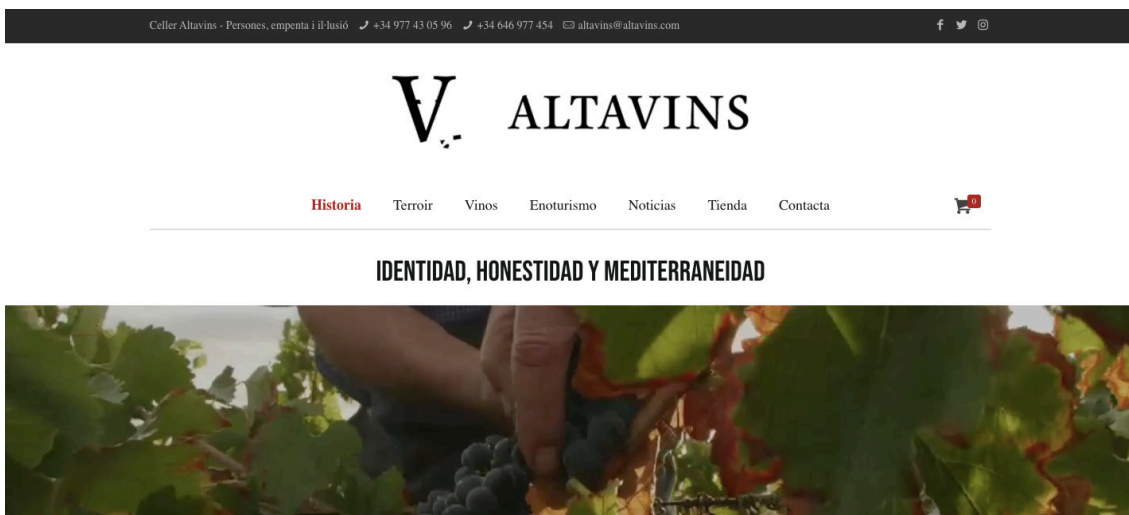 Celler Altavins - Persones, empenta i il·lusió +34 977 43 05 96 +34 646 977 454 altavins@altavins.com
V ALTAVINS
Historia Terroir Vinos Enoturismo Noticias Tienda Contacta 0
IDENTIDAD, HONESTIDAD Y MEDITERRANEIDAD